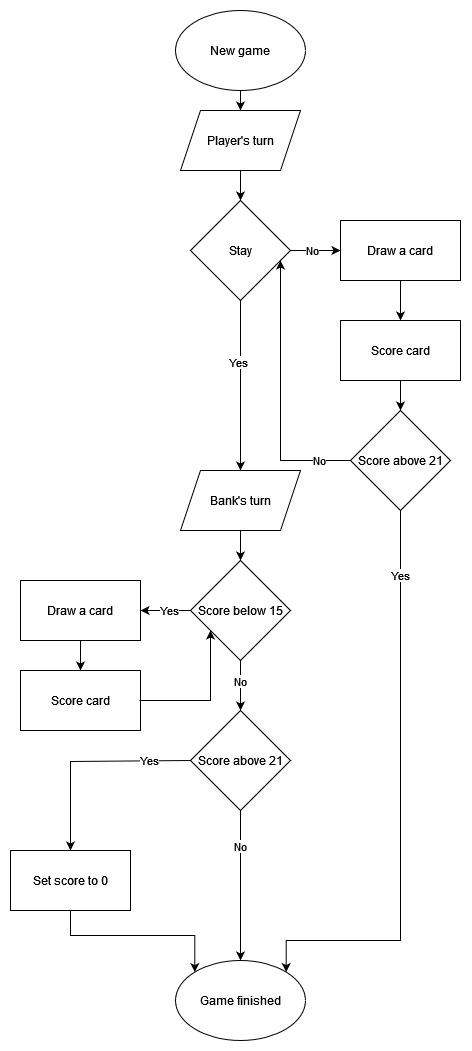 New game
Player's turn
Stay
No
Draw a card
Score card
Yes
No
Score above 21
Bank's turn
Yes
Draw a card
Yes
Score below 15
Score card
No
Yes
Score above 21
No
Set score to 0
Game finished